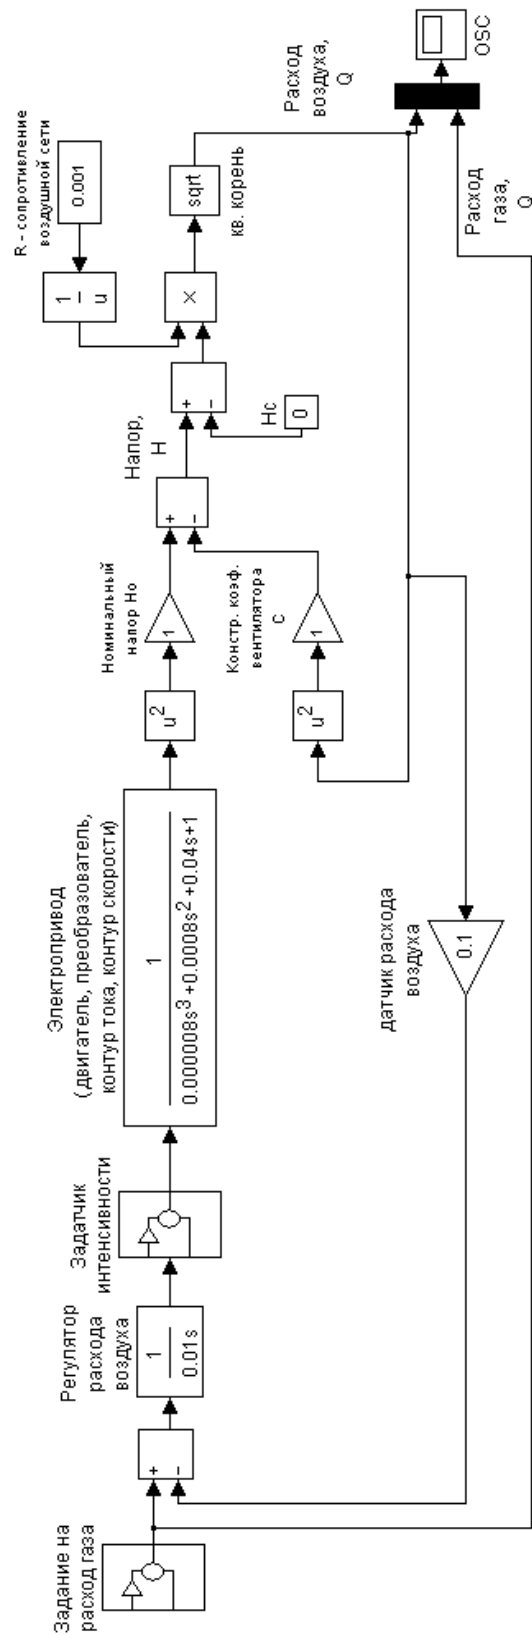 Задание на
расход газа
+
-
Регулятор
расхода
воздуха
1
0.01s
Задатчик
интенсивности
Электропривод
(двигатель, преобразователь,
контур тока, контур скорости)
1
0.000008s³+0.0008s²+0.04s+1
u²
Номинальный
напор Но
1
u²
Констр. коэф.
вентилятора
С
1
Напор,
Н
+
-
Нс
0
+
-
R - сопротивление
воздушной сети
0.001
1
u
×
sqrt
кв. корень
Расход
воздуха,
Q
Расход
газа,
Q
OSC
датчик расхода
воздуха
0.1